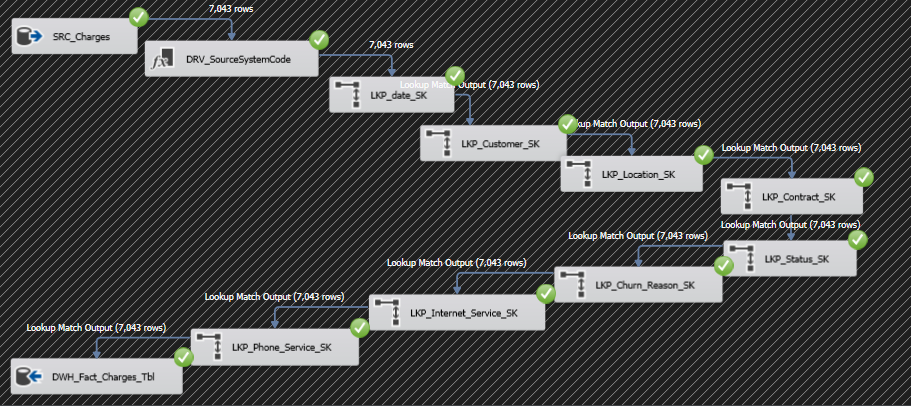 7,043 rows
SRC_Charges
7,043 rows
DRV_SourceSystemCode
Lookup Match Output (7,043 rows)
LKP_date_SK
Lookup Match Output (7,043 rows)
LKP_Customer_SK
Lookup Match Output (7,043 rows)
LKP_Location_SK
LKP_Contract_SK
Lookup Match Output (7,043 rows)
Lookup Match Output (7,043 rows)
LKP_Status_SK
Lookup Match Output (7,043 rows)
LKP_Churn_Reason_SK
Lookup Match Output (7,043 rows)
LKP_Internet_Service_SK
Lookup Match Output (7,043 rows)
LKP_Phone_Service_SK
DWH_Fact_Charges_Tbl